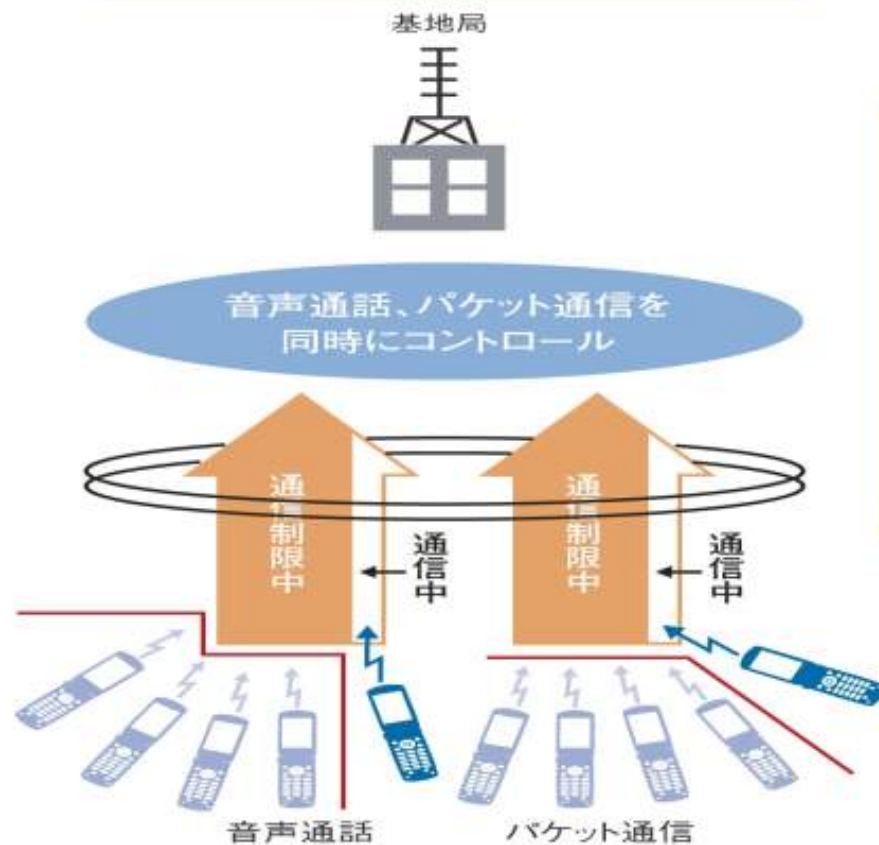 基地局
音声通話、パケット通信を
同時にコントロール
通信制限中
通信中
通信制限中
通信中
音声通話
パケット通信